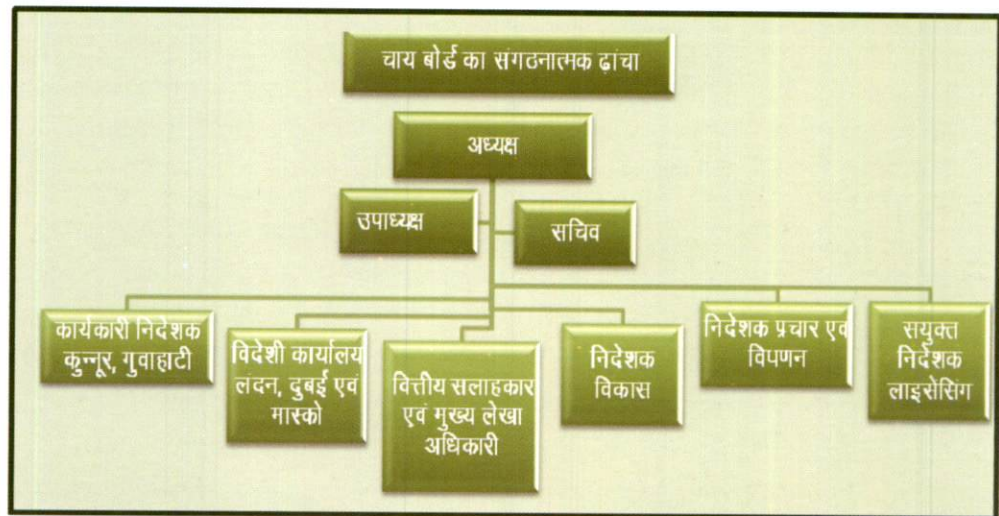 चाय बोर्ड का संगठनात्मक ढ़ांचा
अध्यक्ष
उपाध्यक्ष
सचिव
कार्यकारी निदेशक
कुन्नूर, गुवाहाटी
विदेशी कार्यालय
लंदन, दुबई एवं
मास्को
वित्तीय सलाहकार
एवं मुख्य लेखा
अधिकारी
निदेशक
विकास
निदेशक प्रचार एवं
विपणन
सयुक्त
निदेशक
लाइसेसिंग